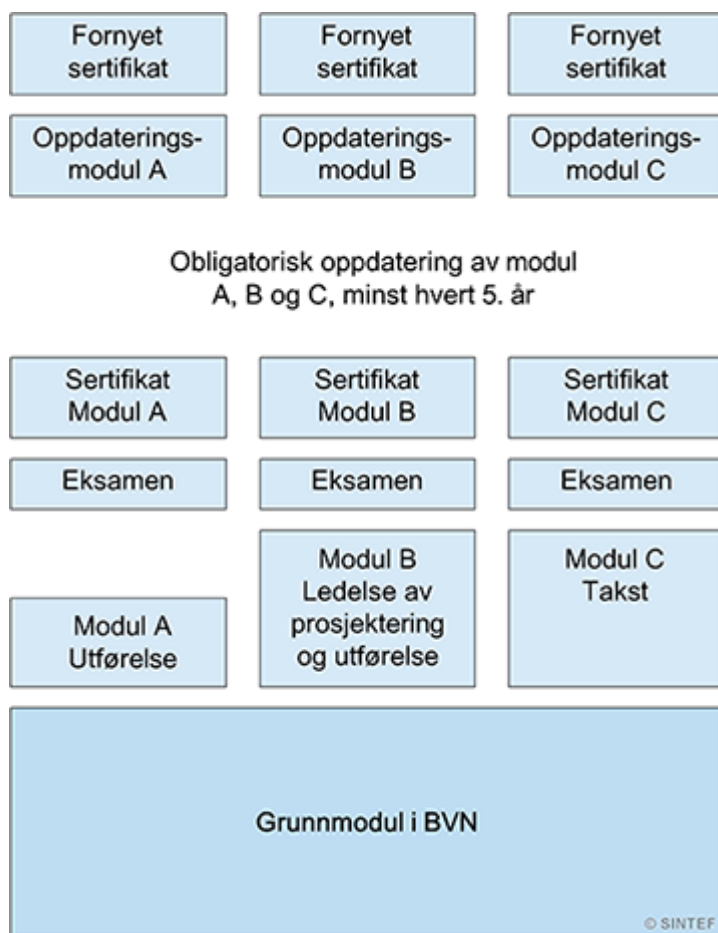 Fornyet
sertifikat
Fornyet
sertifikat
Fornyet
sertifikat
Oppdaterings-
modul A
Oppdaterings-
modul B
Oppdaterings-
modul C
Obligatorisk oppdatering av modul
A, B og C, minst hvert 5. år
Sertifikat
Modul A
Sertifikat
Modul B
Sertifikat
Modul C
Eksamen
Eksamen
Eksamen
Modul A
Utførelse
Modul B
Ledelse av
prosjektering
og utførelse
Modul C
Takst
Grunnmodul i BVN
© SINTEF